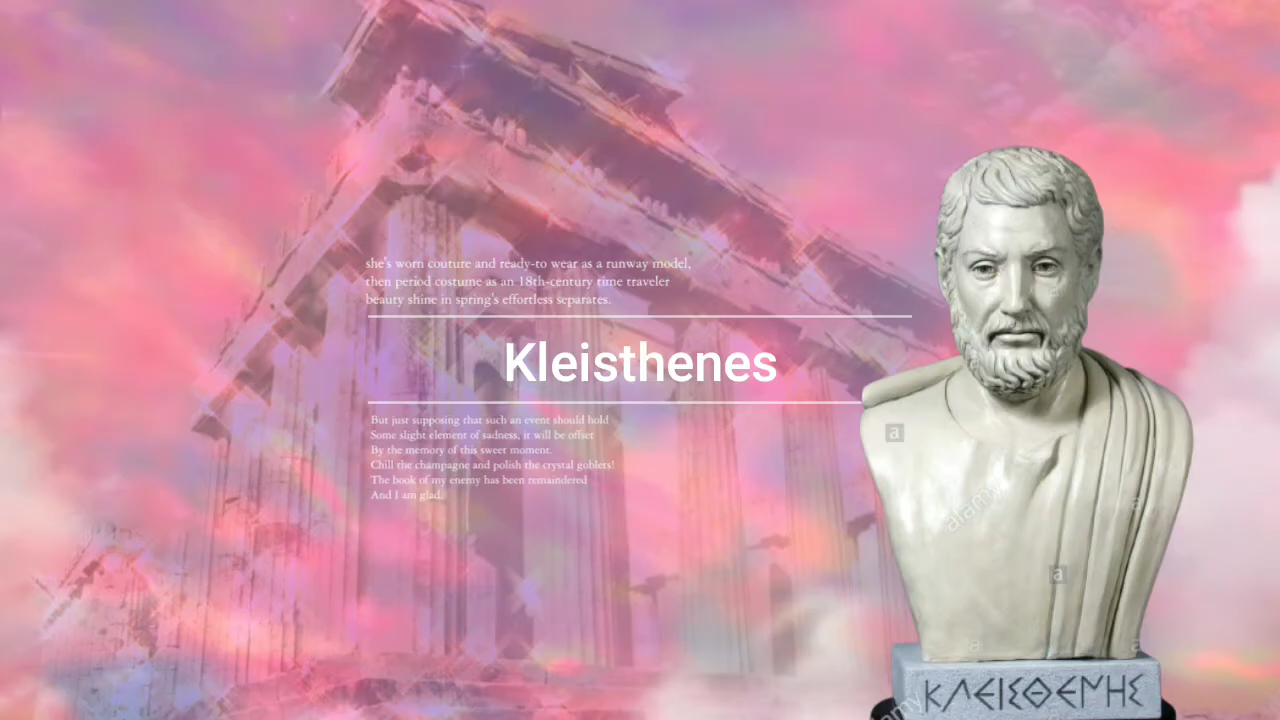 she's worn couture and ready-to wear as a runway model,
then period costume as an 18th-century time traveler
beauty shine in spring's effortless separates.
Kleisthenes
But just supposing that such an event should hold
Some slight element of sadness, it will be offset
By the memory of this sweet moment.
Chill the champagne and polish the crystal goblets!
The book of my enemy has been remaindered
And I am glad.
a
alamy
a
a
a
a
alamy
ΚΛΕΙΣΘΕΝΗΣ